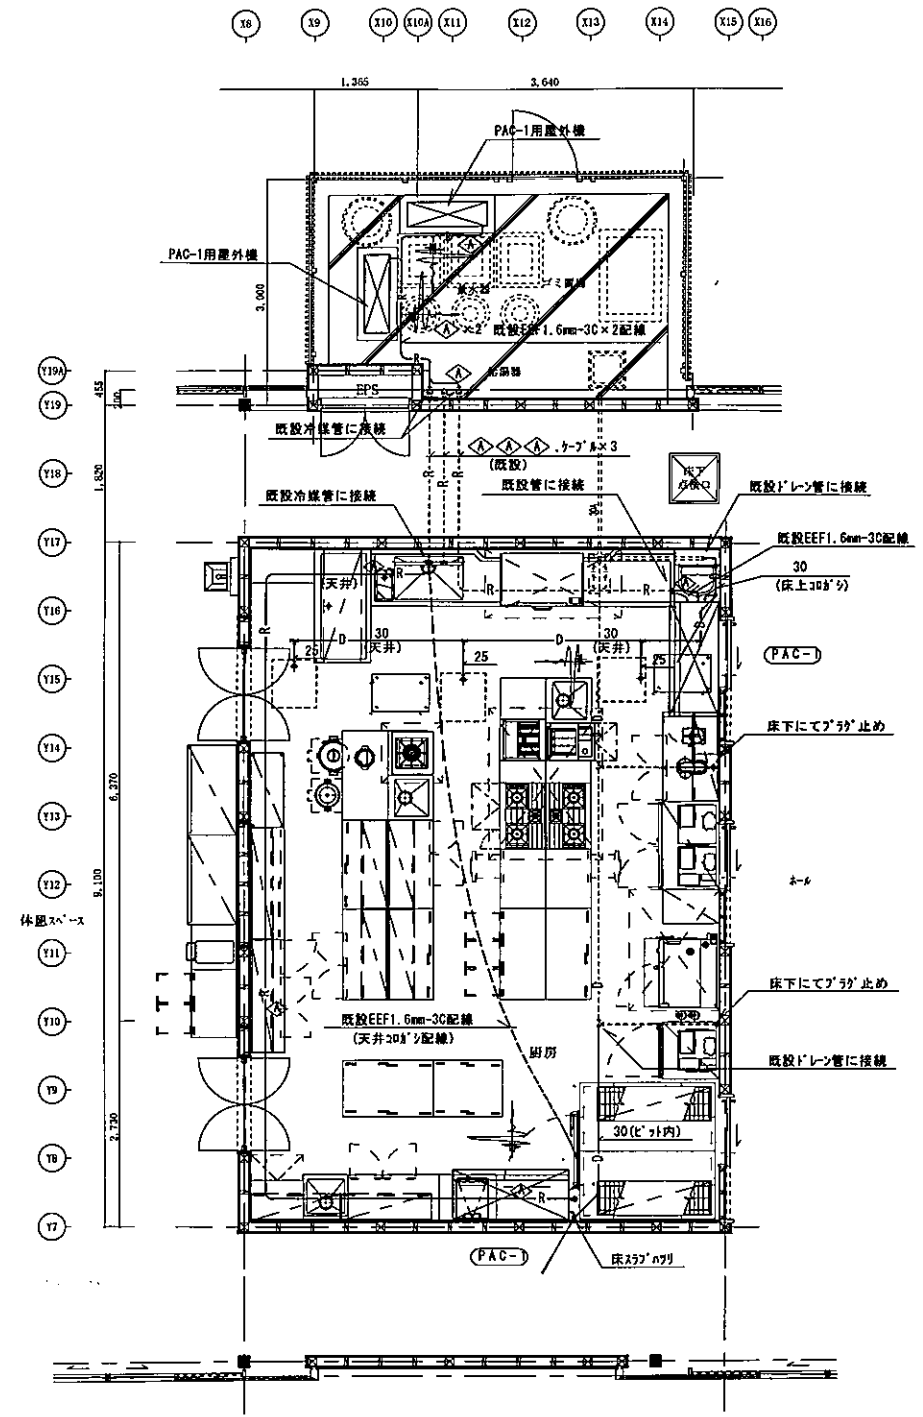 X8 X9 X10 X10A X11 X12 X13 X14 X15 X16
1,365
3,640
PAC-1用屋外機
PAC-1用屋外機
3,000
A
ゴミ置場
A ×2 既設EEF1.6mm-3C×2配線
R
R
A
給湯器
Y19A
455
EPS
Y19
200
既設冷媒管に接続
A A A .ケーブル×3
(既設)
R R R
Y18
1,820
床下
点検口
既設冷媒管に接続
既設管に接続
既設ドレン管に接続
Y17
既設EEF1.6mm-3C配線
30
(床上コロガシ)
(天井)
R
R
A
Y16
R
D
30
(天井)
D
30
(天井)
D
25
25
25
PAC-1
Y15
Y14
床下にてプラグ止め
6,370
Y13
9,100
Y12
ホール
休憩スペース
Y11
D
床下にてプラグ止め
R
A
Y10
既設EEF1.6mm-3C配線
(天井コロガシ配線)
厨房
既設ドレン管に接続
Y9
2,730
30(ピット内)
Y8
D
A
R
Y7
PAC-1
床スラブハツリ